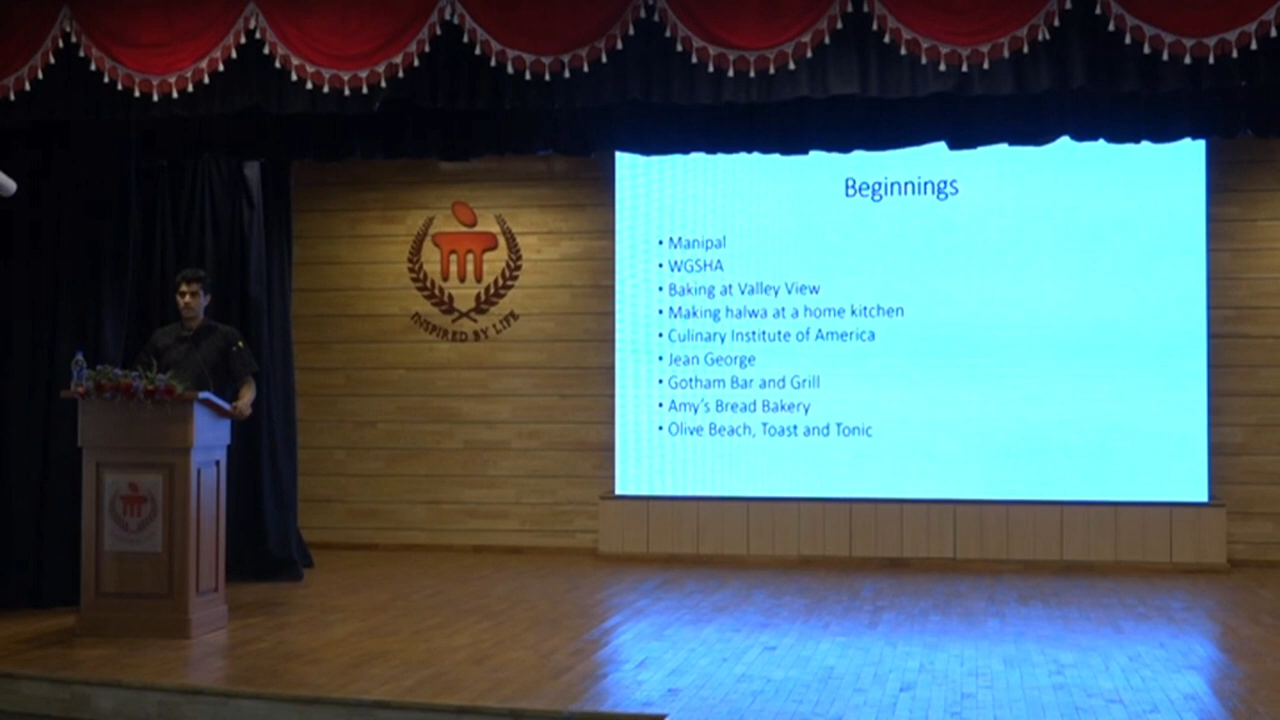 INSPIRED BY LIFE
Beginnings
• Manipal
• WGSHA
• Baking at Valley View
• Making halwa at a home kitchen
• Culinary Institute of America
• Jean George
• Gotham Bar and Grill
• Amy's Bread Bakery
• Olive Beach, Toast and Tonic